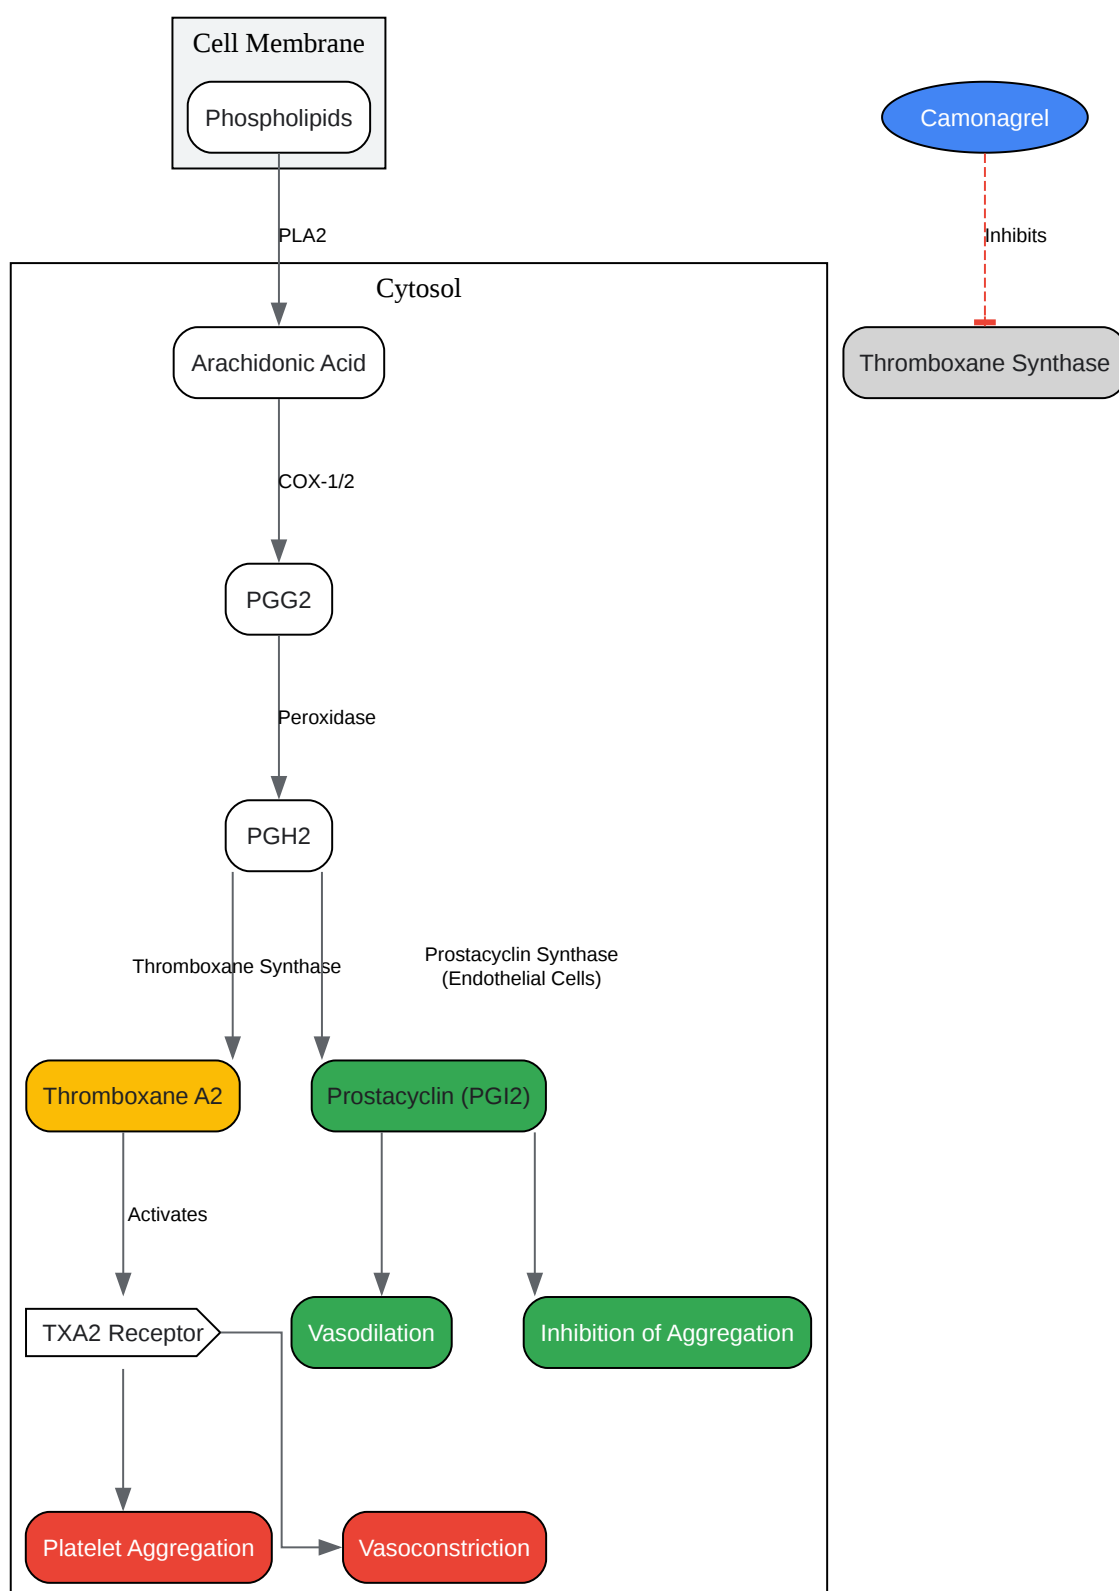 Cell Membrane
Phospholipids
Camonagrel
PLA2
Inhibits
Cytosol
Arachidonic Acid
Thromboxane Synthase
COX-1/2
PGG2
Peroxidase
PGH2
Thromboxane Synthase
Prostacyclin Synthase
(Endothelial Cells)
Thromboxane A2
Prostacyclin (PGI2)
Activates
TXA2 Receptor
Vasodilation
Inhibition of Aggregation
Platelet Aggregation
Vasoconstriction